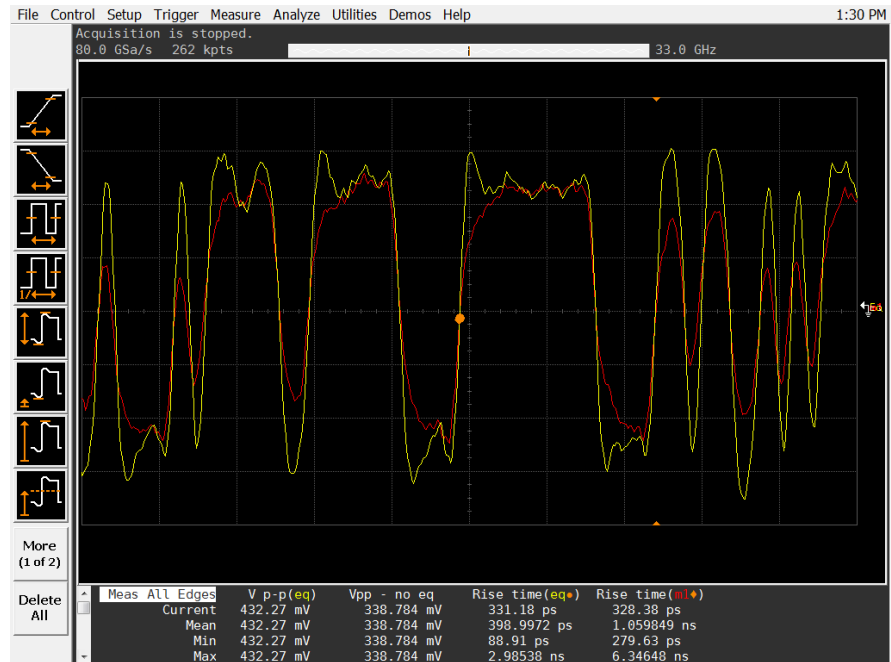 File Control Setup Trigger Measure Analyze Utilities Demos Help 1:30 PM
Acquisition is stopped.
80.0 GSa/s 262 kpts 33.0 GHz
1/
More
(1 of 2)
Delete
All
Meas All Edges V p-p(eq) Vpp - no eq Rise time(eq●) Rise time(m1♦)
Current 432.27 mV 338.784 mV 331.18 ps 328.38 ps
Mean 432.27 mV 338.784 mV 398.9972 ps 1.059849 ns
Min 432.27 mV 338.784 mV 88.91 ps 279.63 ps
Max 432.27 mV 338.784 mV 2.98538 ns 6.34648 ns